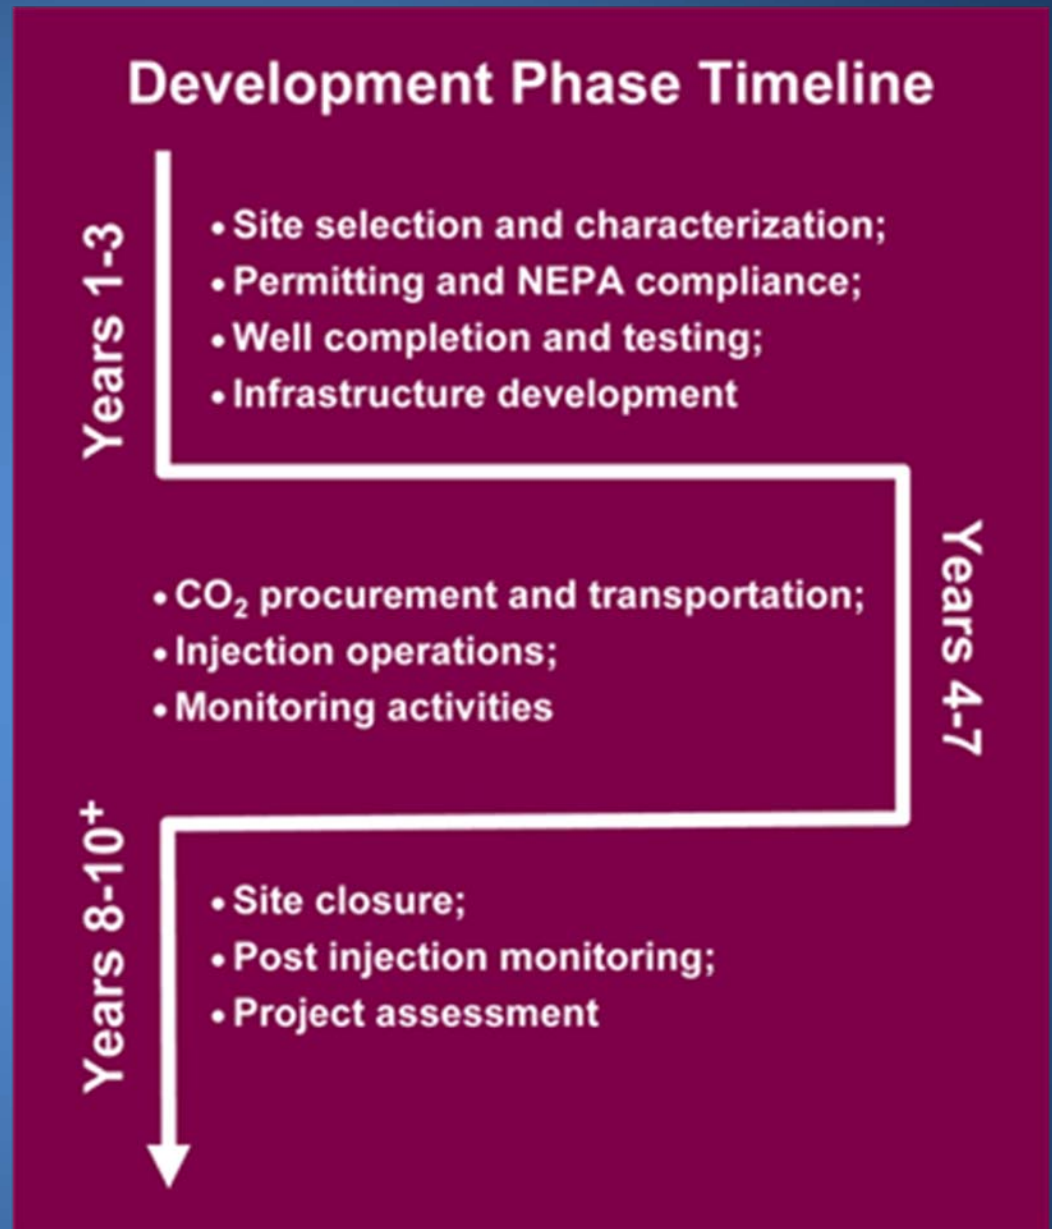 Development Phase Timeline
Years 1-3
• Site selection and characterization;
• Permitting and NEPA compliance;
• Well completion and testing;
• Infrastructure development
Years 4-7
• CO₂ procurement and transportation;
• Injection operations;
• Monitoring activities
Years 8-10⁺
• Site closure;
• Post injection monitoring;
• Project assessment